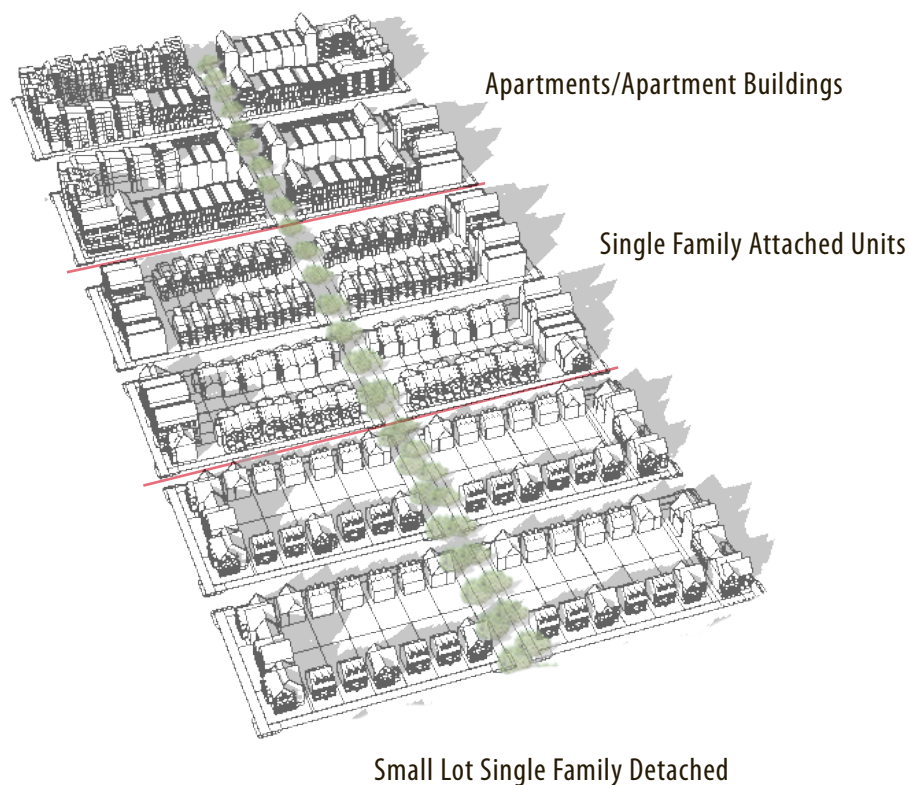 Apartments/Apartment Buildings
Single Family Attached Units
Small Lot Single Family Detached